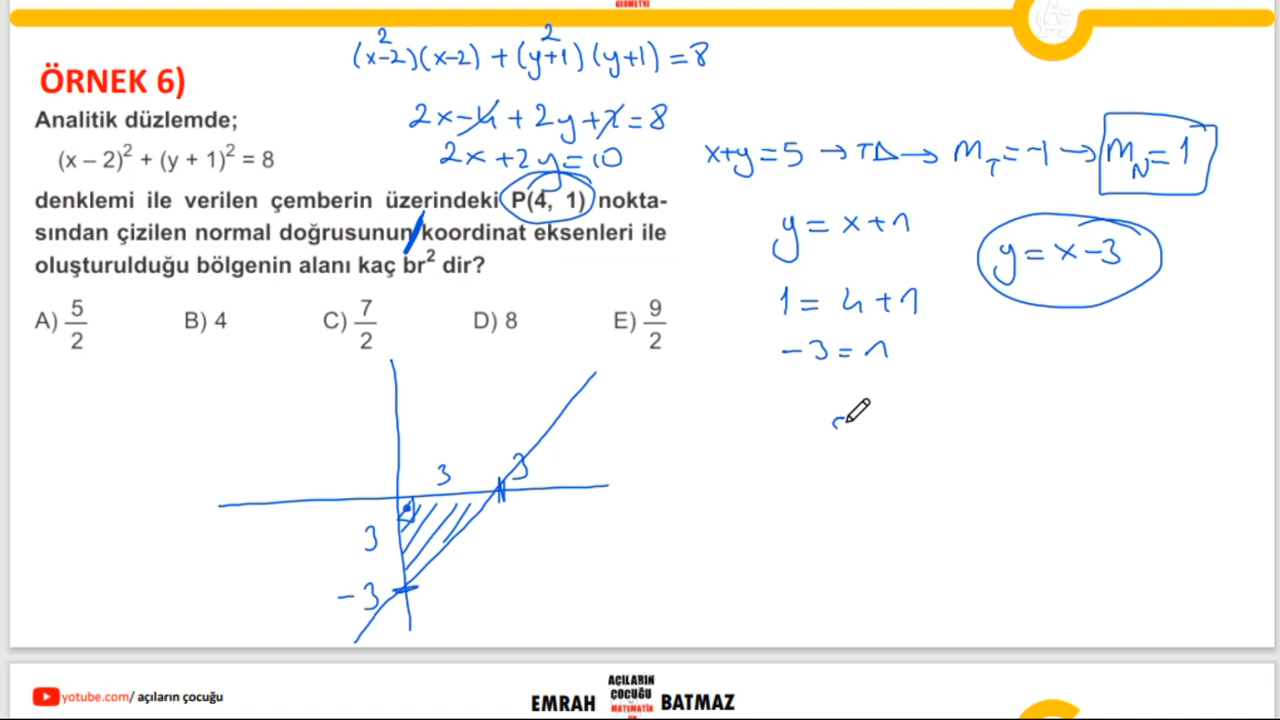 GEOMETRİ
(x-2)(x-2) + (y+1)(y+1) = 8
2 2
ÖRNEK 6)
Analitik düzlemde;
(x – 2)² + (y + 1)² = 8
2x-4+2y+1=8
2x+2y=10
x+y=5 → TD → m_T=-1 → m_N=1
denklemi ile verilen çemberin üzerindeki P(4, 1) nokta-
sından çizilen normal doğrusunun koordinat eksenleri ile
oluşturulduğu bölgenin alanı kaç br² dir?
y = x+n
y = x-3
1 = 4+n
-3 = n
A) 5/2 B) 4 C) 7/2 D) 8 E) 9/2
3 3
3
-3
yotube.com/ açıların çocuğu
EMRAH
AÇILARIN
ÇOCUĞU
MATEMATİK
BATMAZ